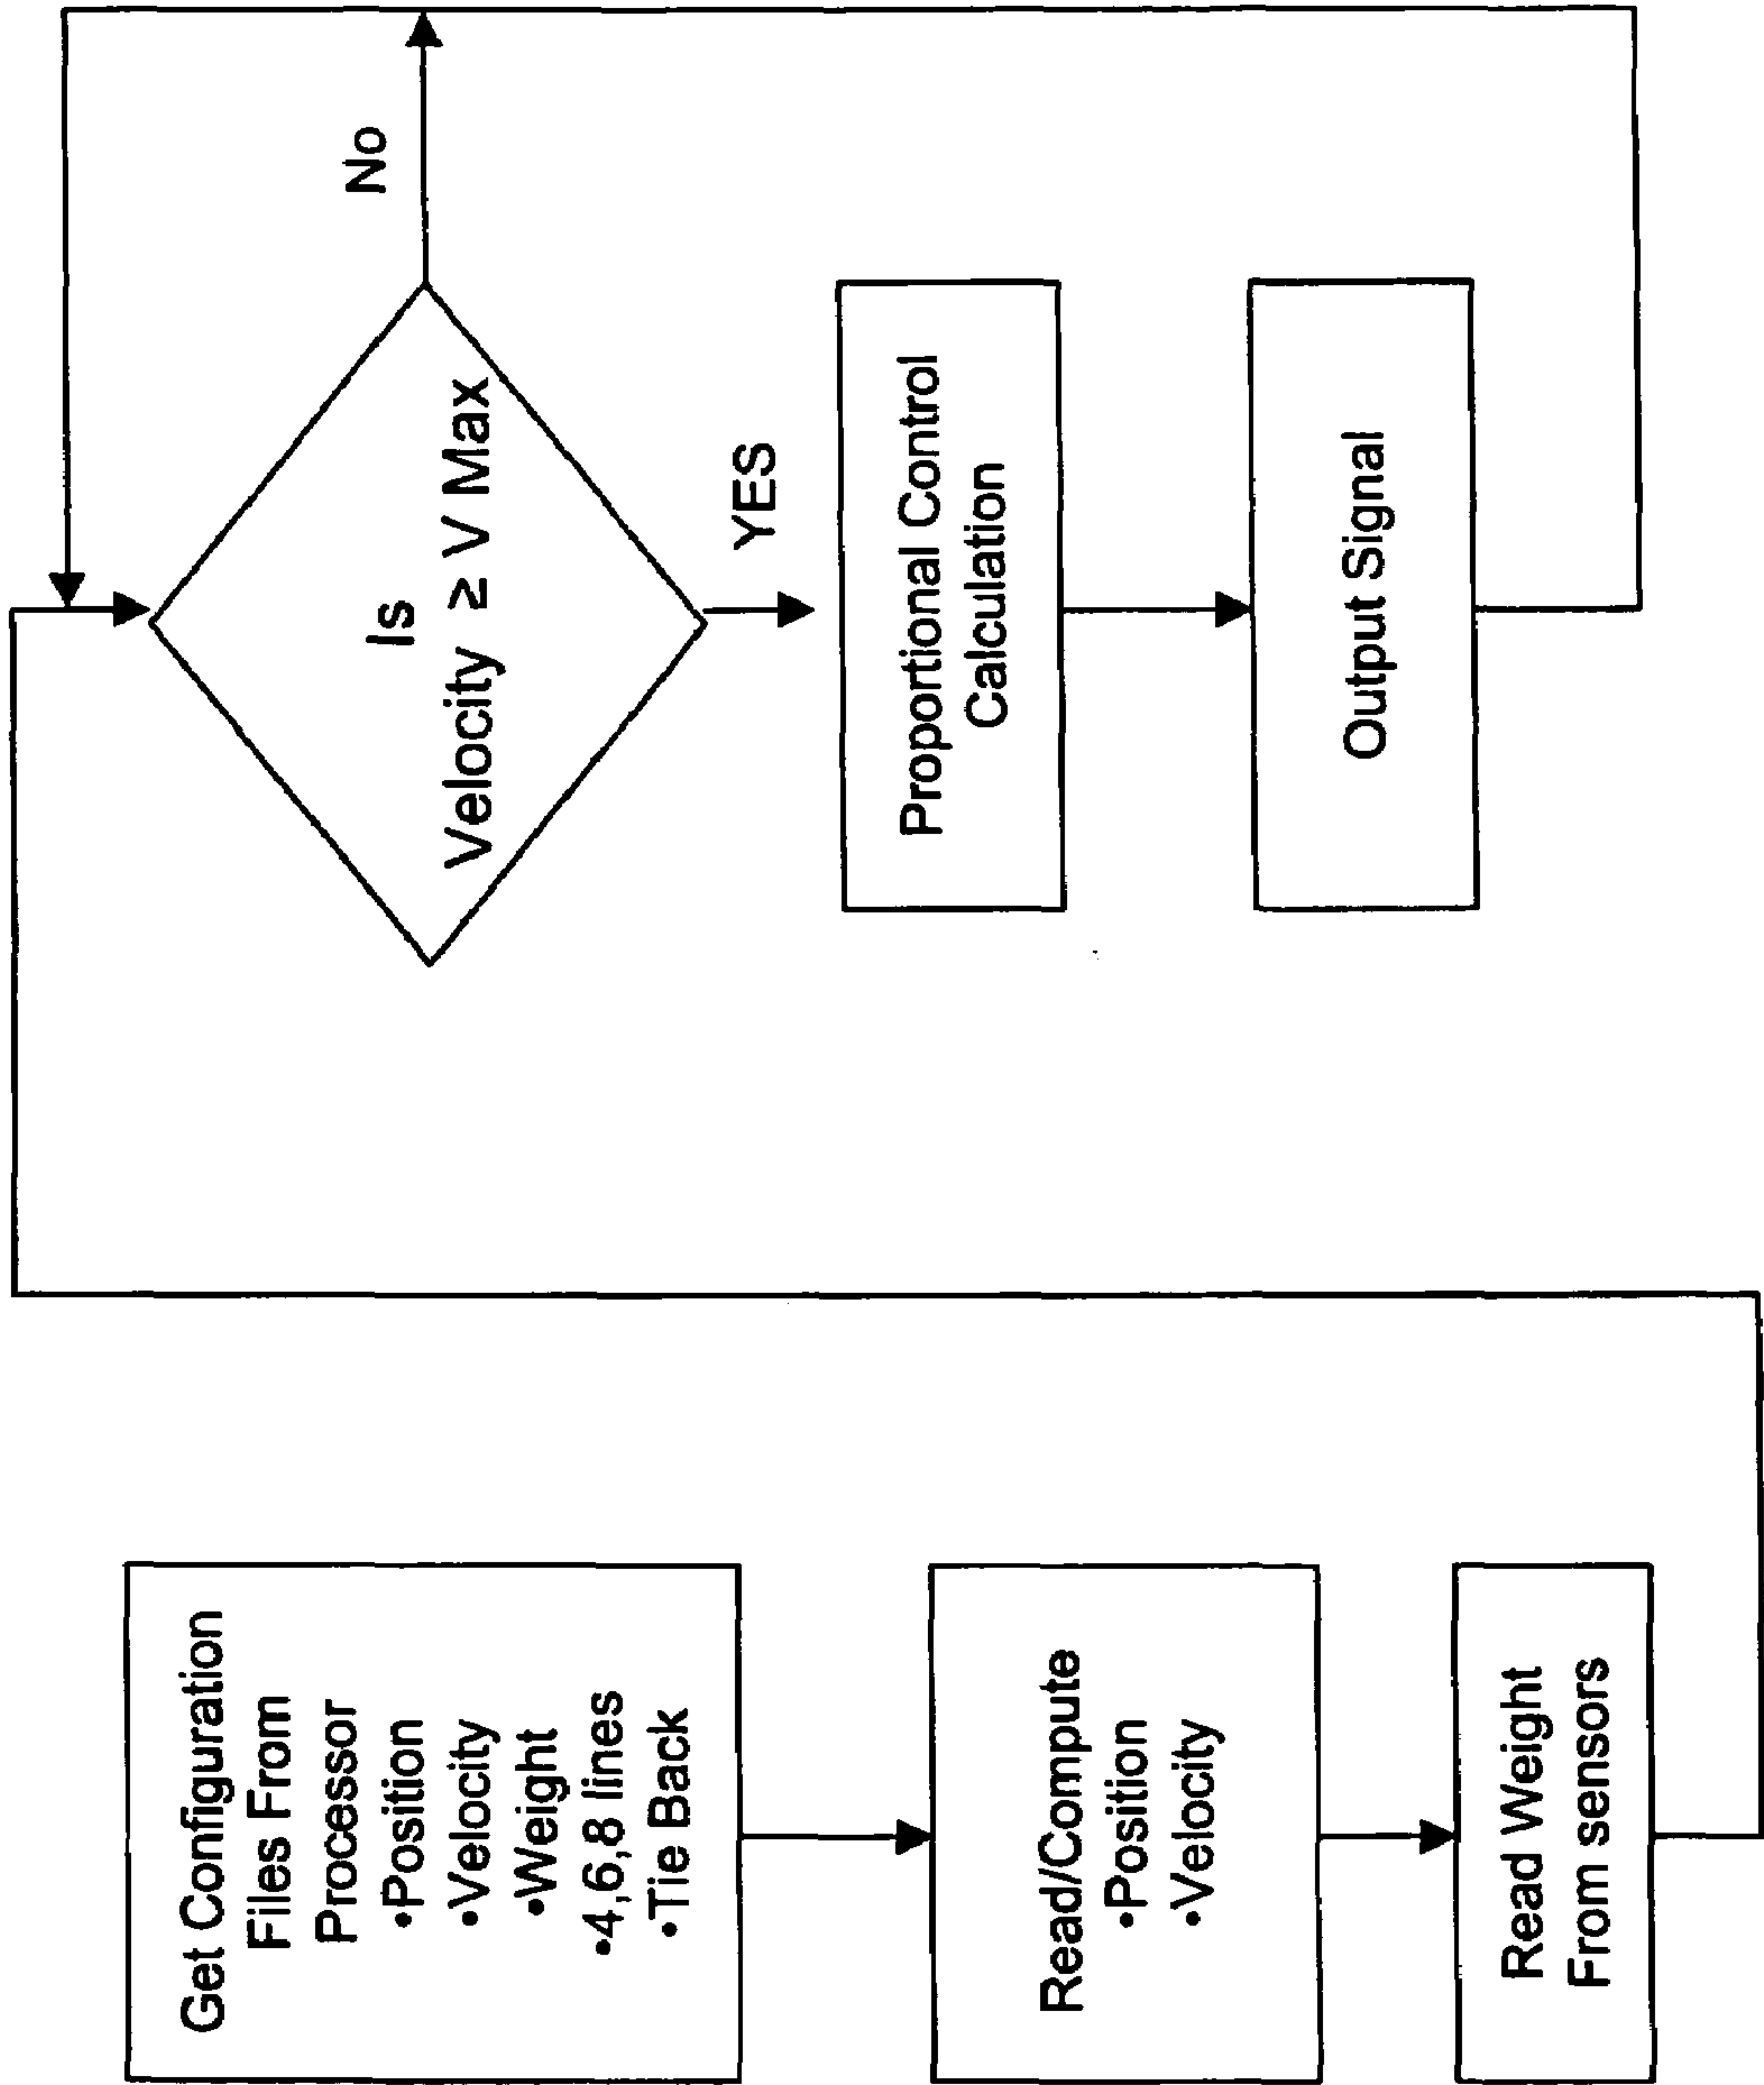 Get Configuration
Files From
Processor
•Position
•Velocity
•Weight
•4,6,8 lines
•Tie Back
Read/Compute
•Position
•Velocity
Read Weight
From sensors
Is
Velocity ≥ V Max
No
YES
Proportional Control
Calculation
Output Signal